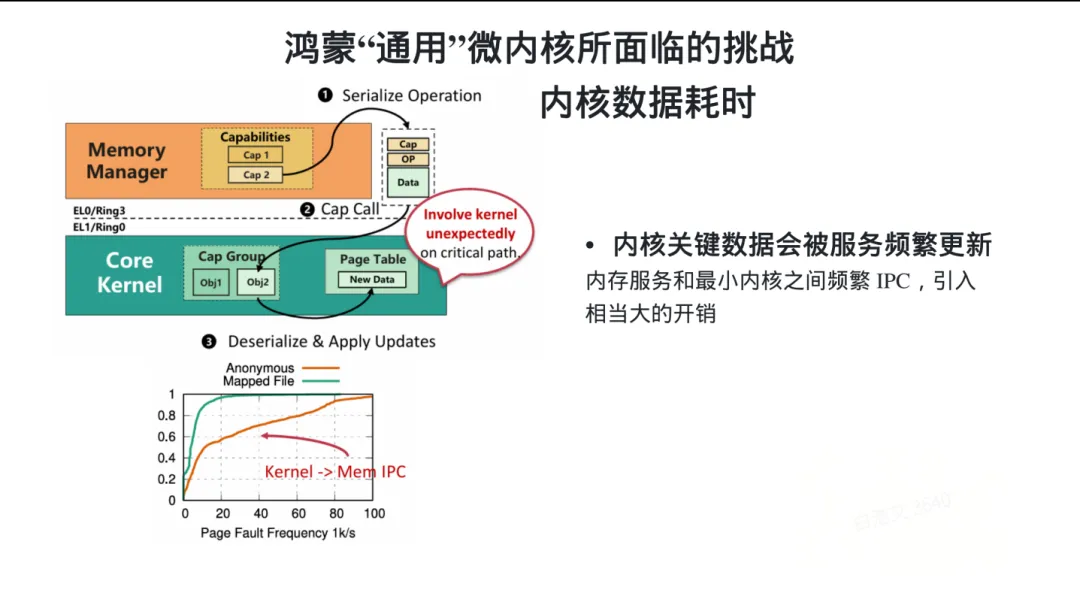 鸿蒙“通用”微内核所面临的挑战
内核数据耗时
❶ Serialize Operation
Memory
Manager
Capabilities
Cap 1
Cap 2
Cap
OP
Data
EL0/Ring3
EL1/Ring0
❷ Cap Call
Involve kernel
unexpectedly
on critical path.
Core
Kernel
Cap Group
Obj1
Obj2
Page Table
New Data
❸ Deserialize & Apply Updates
• 内核关键数据会被服务频繁更新
内存服务和最小内核之间频繁 IPC，引入
相当大的开销
Anonymous
Mapped File
1
0.8
0.6
0.4
0.2
0
Kernel -> Mem IPC
0 20 40 60 80 100
Page Fault Frequency 1k/s